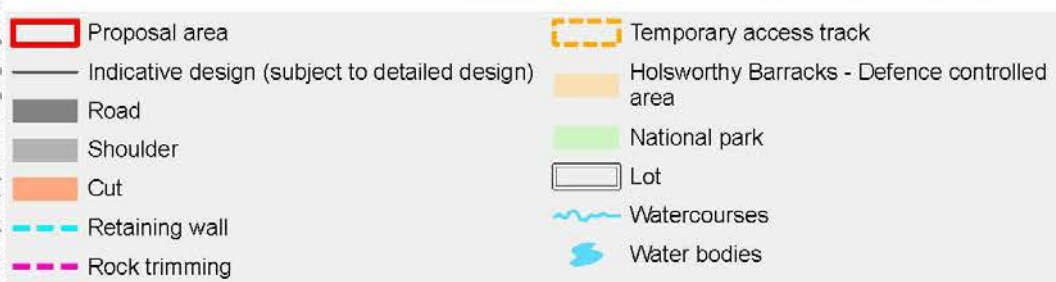 Proposal area
Indicative design (subject to detailed design)
Road
Shoulder
Cut
Retaining wall
Rock trimming
Temporary access track
Holsworthy Barracks - Defence controlled
area
National park
Lot
Watercourses
Water bodies